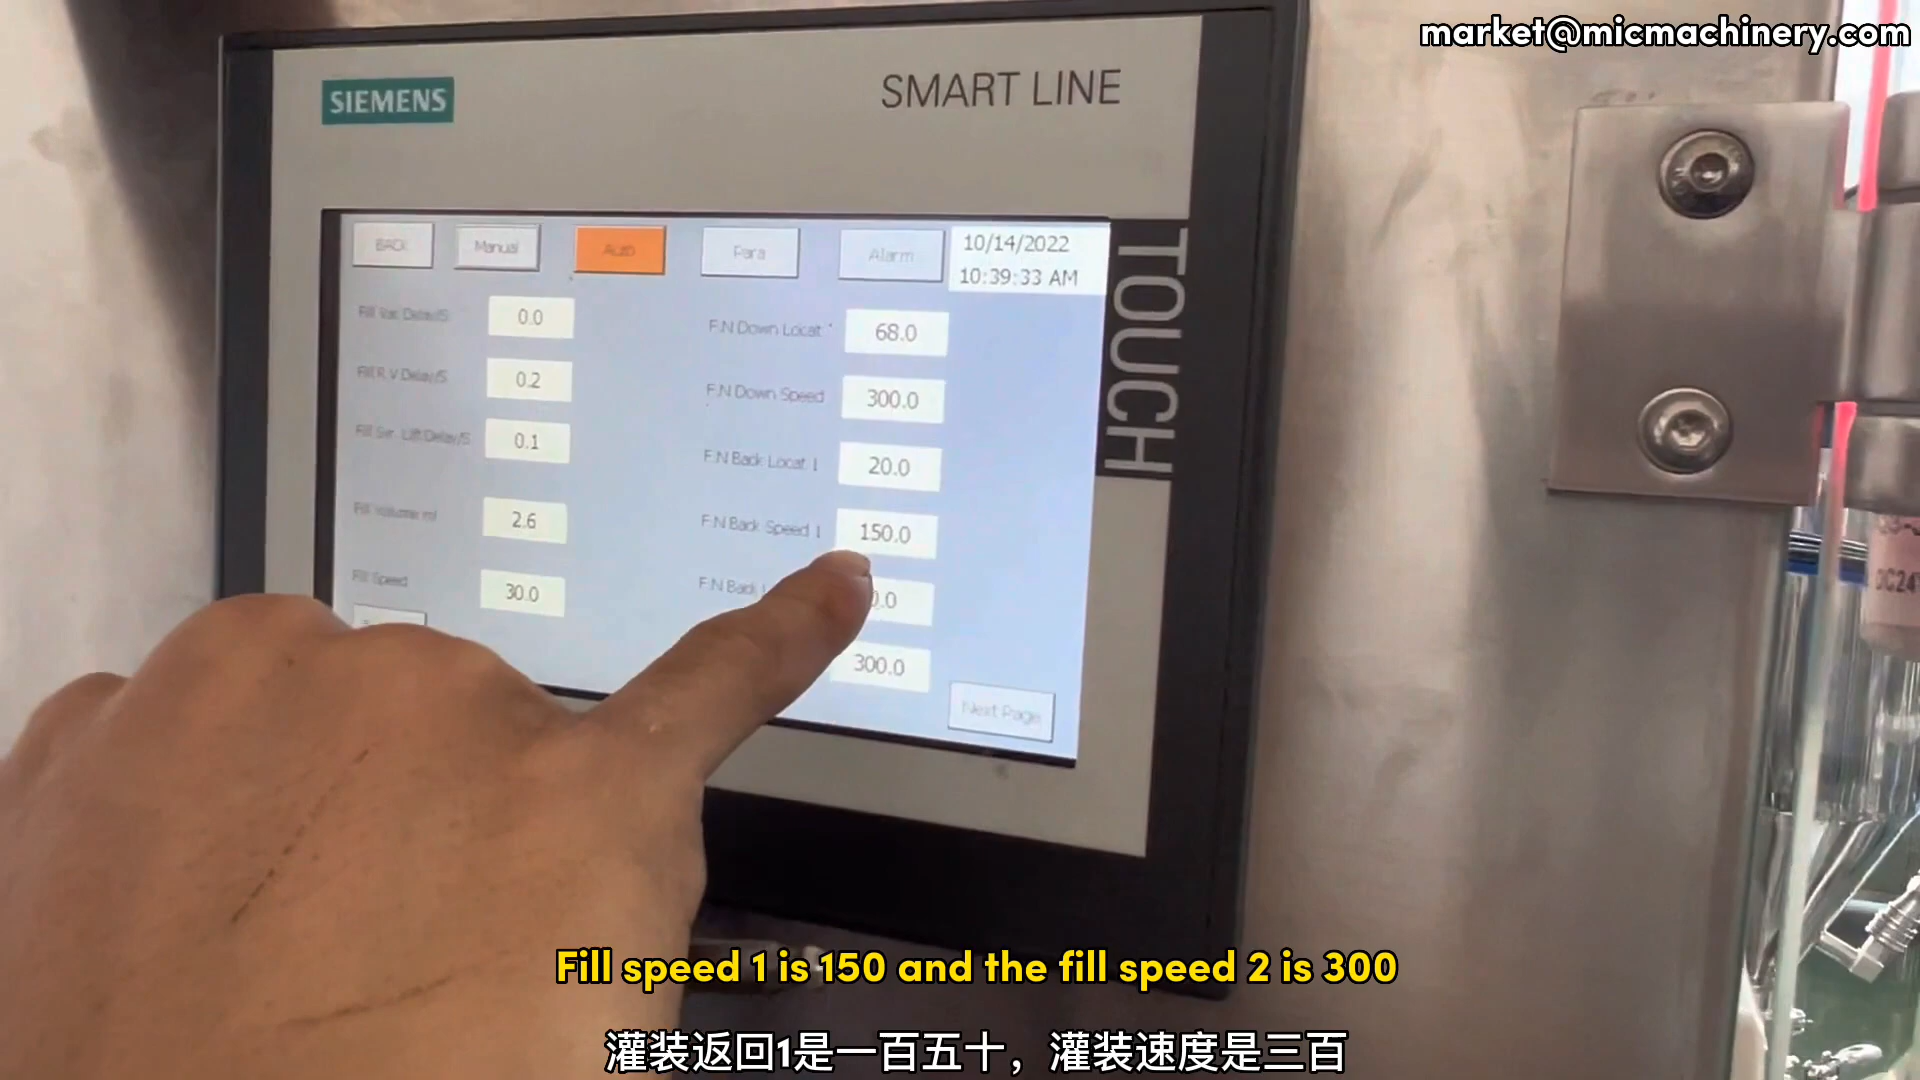 market@micmachinery.com
SIEMENS
SMART LINE
TOUCH
BACK
Manual
Auto
Para
Alarm
10/14/2022
10:39:33 AM
Fill Vac Delay/S 0.0
Fill R.V Delay/S 0.2
Fill Svr. Lift/Delay/S 0.1
Fill Volume ml 2.6
Fill Speed 30.0
F.N Down Locat 68.0
F.N Down Speed 300.0
F.N Back Locat 1 20.0
F.N Back Speed 1 150.0
F.N Back
300.0
Next Page
Fill speed 1 is 150 and the fill speed 2 is 300
灌装返回1是一百五十，灌装速度是三百